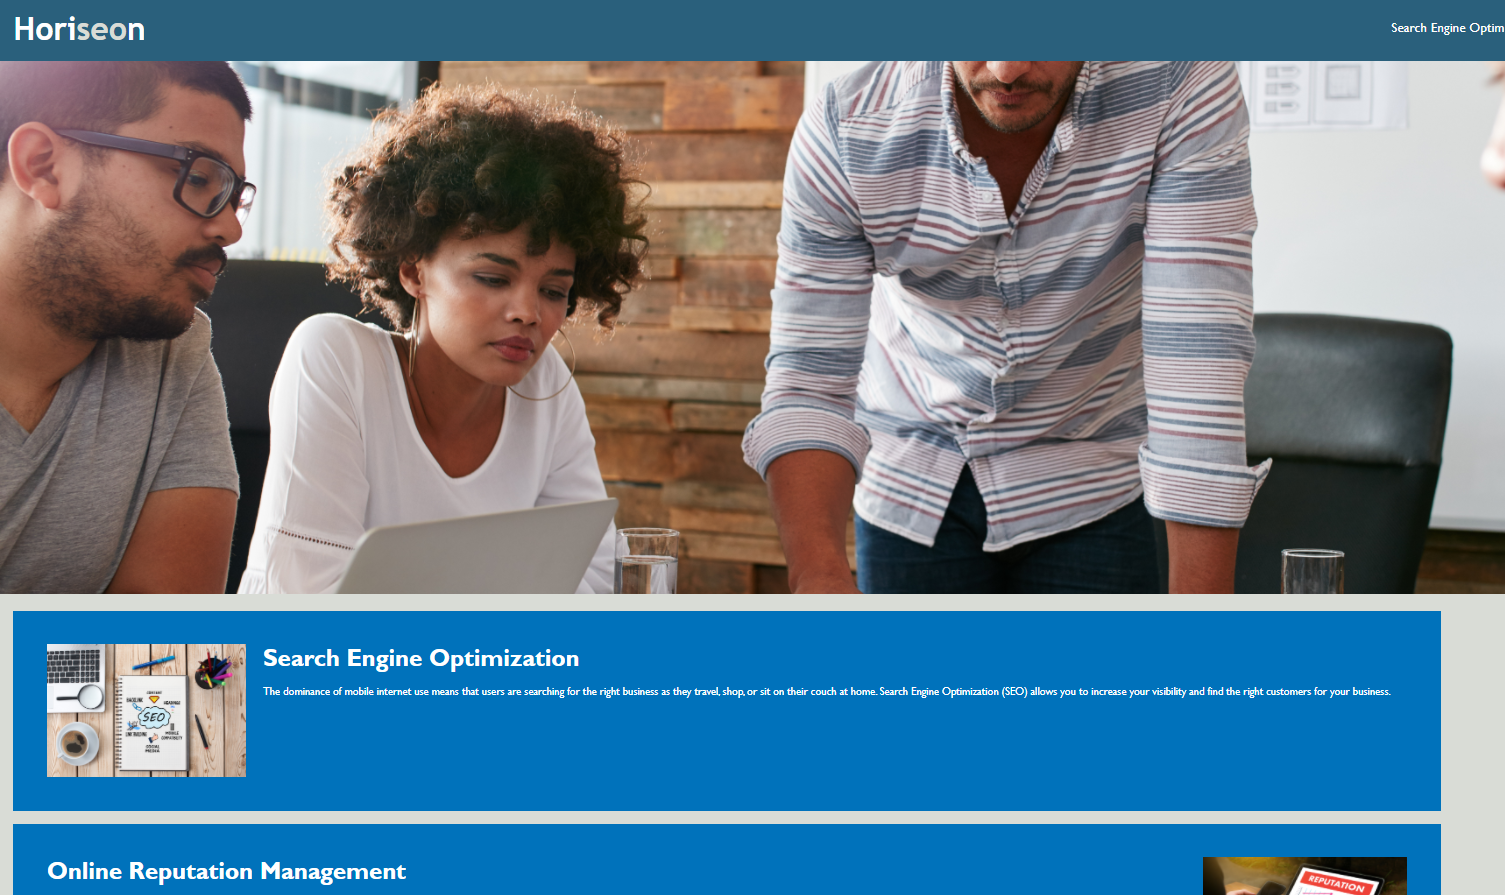 Horiseon
Search Engine Optim
Search Engine Optimization
The dominance of mobile internet use means that users are searching for the right business as they travel, shop, or sit on their couch at home. Search Engine Optimization (SEO) allows you to increase your visibility and find the right customers for your business.
SEO
SOCIAL
MEDIA
Online Reputation Management
REPUTATION